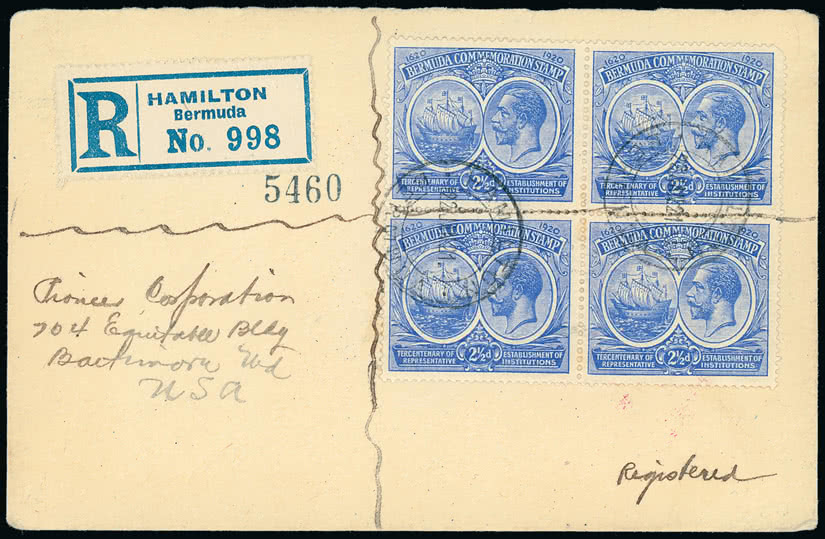 R
HAMILTON
Bermuda
No. 998
5460
Pioneer Corporation
704 Equitable Bldg
Baltimore Md
USA
Registered
1620 1920
BERMUDA COMMEMORATION STAMP
TERCENTENARY OF REPRESENTATIVE 2½d ESTABLISHMENT OF INSTITUTIONS
1620 1920
BERMUDA COMMEMORATION STAMP
TERCENTENARY OF REPRESENTATIVE 2½d ESTABLISHMENT OF INSTITUTIONS
1620 1920
BERMUDA COMMEMORATION STAMP
TERCENTENARY OF REPRESENTATIVE 2½d ESTABLISHMENT OF INSTITUTIONS
1620 1920
BERMUDA COMMEMORATION STAMP
TERCENTENARY OF REPRESENTATIVE 2½d ESTABLISHMENT OF INSTITUTIONS